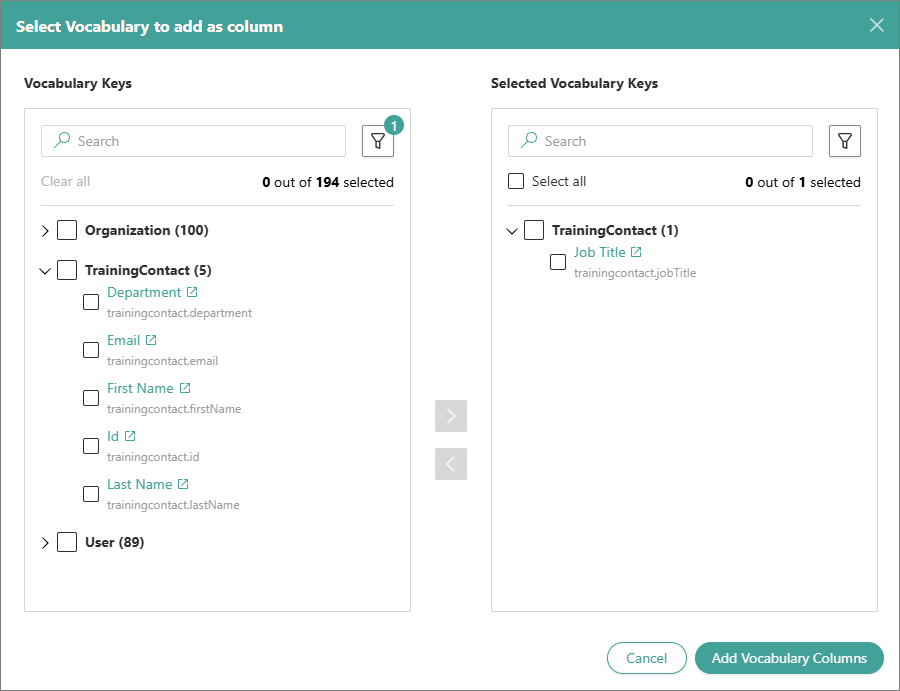 Select Vocabulary to add as column
Vocabulary Keys
Search
1
Clear all
0 out of 194 selected
Organization (100)
TrainingContact (5)
Department
trainingcontact.department
Email
trainingcontact.email
First Name
trainingcontact.firstName
Id
trainingcontact.id
Last Name
trainingcontact.lastName
User (89)
Selected Vocabulary Keys
Search
Select all
0 out of 1 selected
TrainingContact (1)
Job Title
trainingcontact.jobTitle
Cancel
Add Vocabulary Columns